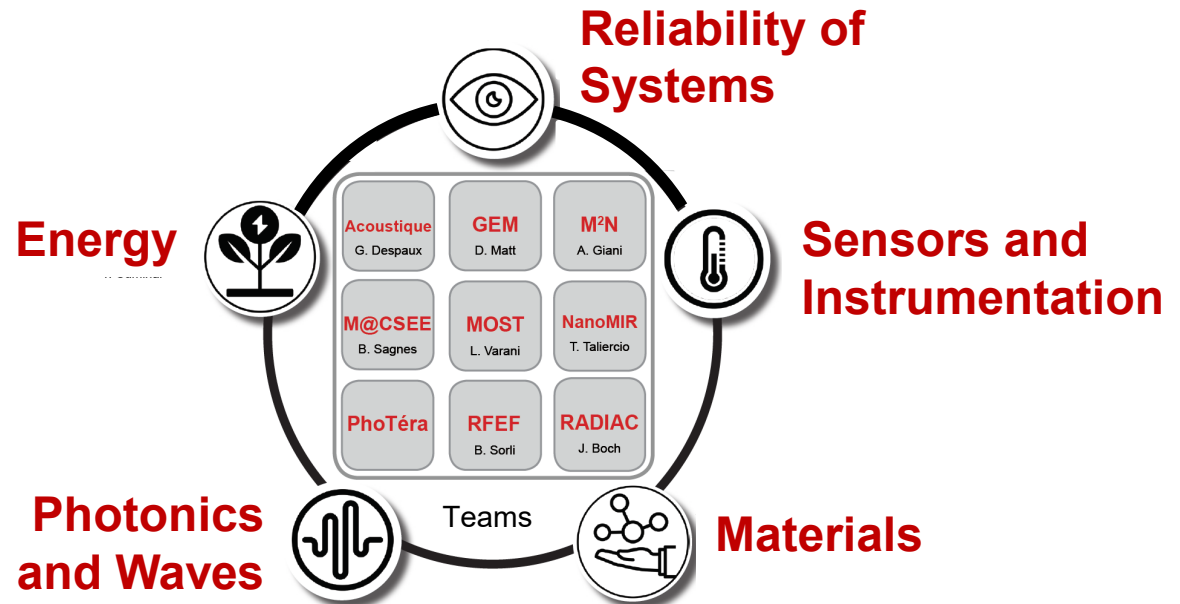 Reliability of
Systems
Energy
Sensors and
Instrumentation
Acoustique
G. Despaux
GEM
D. Matt
M²N
A. Giani
M@CSEE
B. Sagnes
MOST
L. Varani
NanoMIR
T. Taliercio
PhoTéra
RFEF
B. Sorli
RADIAC
J. Boch
Photonics
and Waves
Teams
Materials